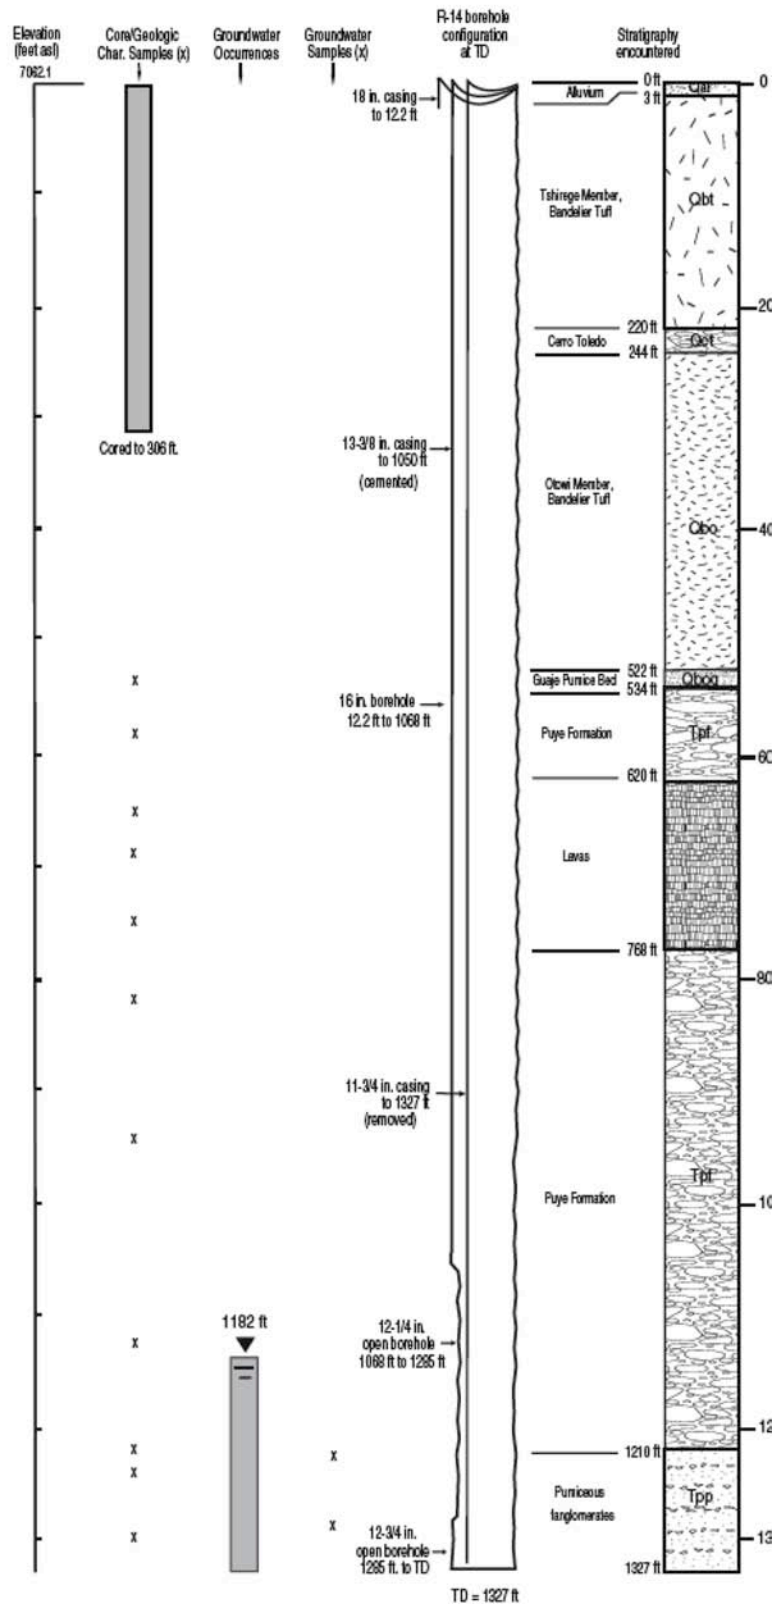 Elevation
(feet asl)
7062.1
Core/Geologic
Char. Samples (x)
Groundwater
Occurrences
Groundwater
Samples (x)
R-14 borehole
configuration
at TD
Stratigraphy
encountered
18 in. casing
to 12.2 ft
Alluvium
0 ft
3 ft
Qal
0
Tshirege Member,
Bandelier Tuff
Qbt
20
220 ft
Cerro Toledo
244 ft
Qct
Cored to 306 ft.
13-3/8 in. casing
to 1050 ft
(cemented)
Otowi Member,
Bandelier Tuff
Qbo
40
x
522 ft
Guaje Pumice Bed
534 ft
Qbog
16 in. borehole
12.2 ft to 1068 ft
x
Puye Formation
Tpf
60
620 ft
x
x
Lavas
x
768 ft
80
x
11-3/4 in. casing
to 1327 ft
(removed)
x
Puye Formation
Tpf
10
1182 ft
x
12-1/4 in.
open borehole
1068 ft to 1285 ft
12
x
x
1210 ft
x
Pumiceous
fanglomerates
Tpp
x
x
12-3/4 in.
open borehole
1285 ft. to TD
13
1327 ft
TD = 1327 ft